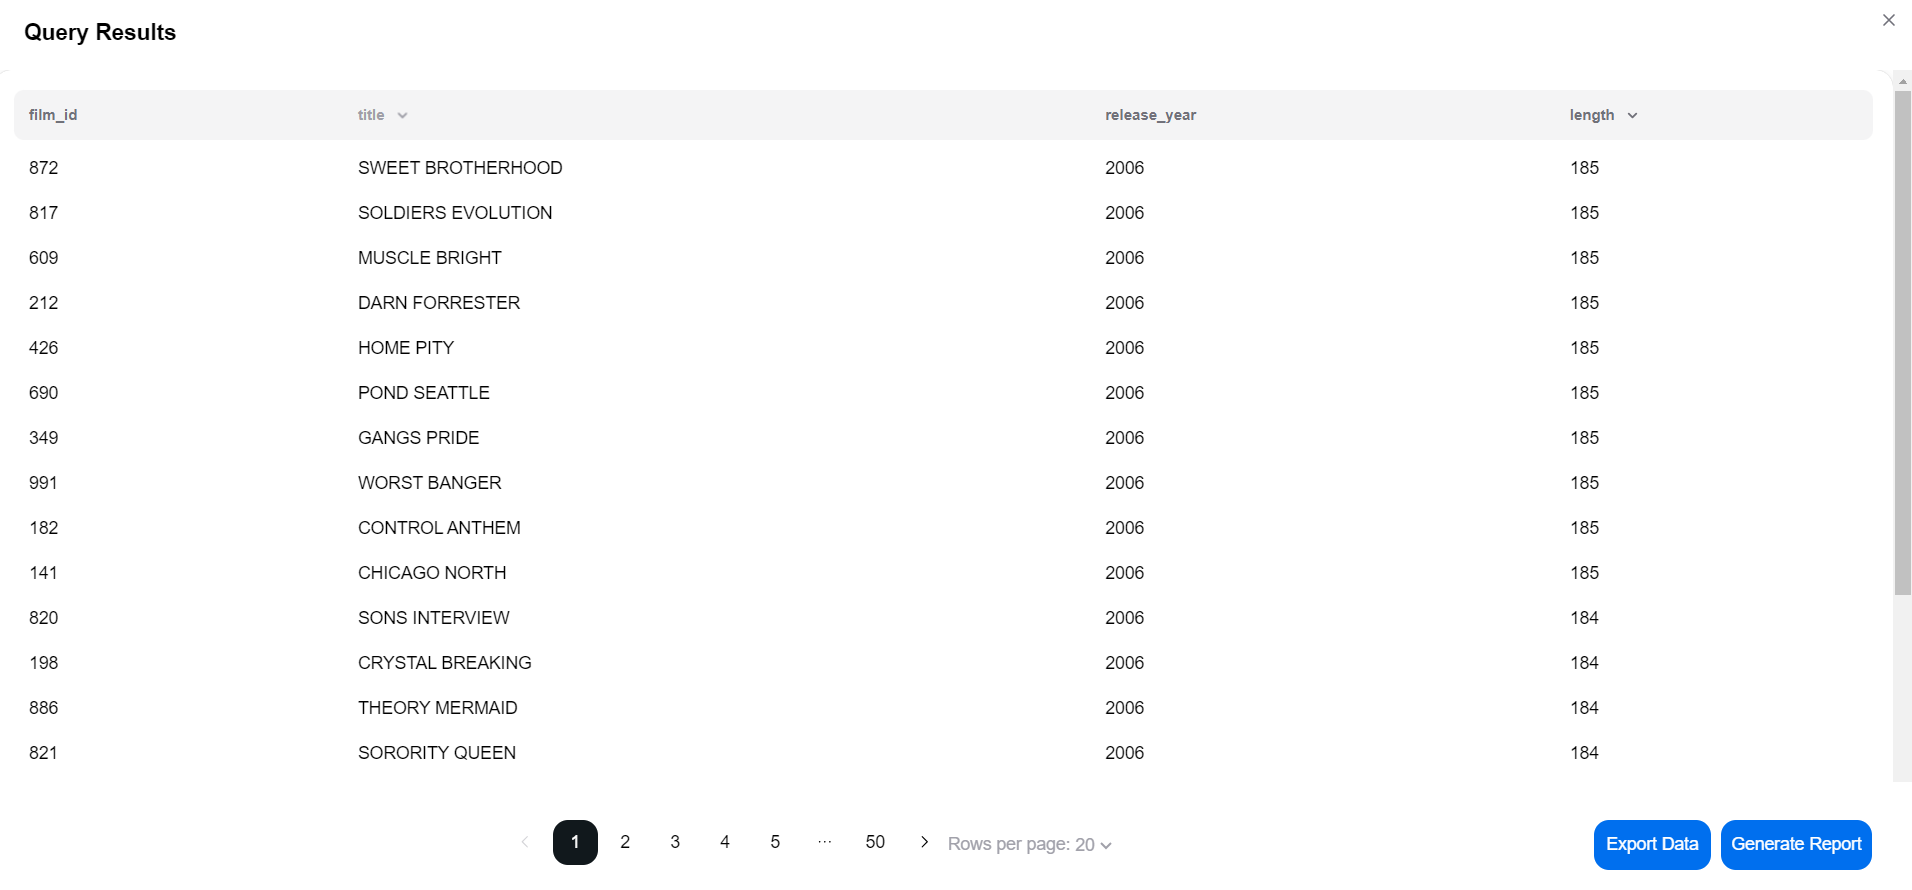 Query Results
film_id title release_year length
872 SWEET BROTHERHOOD 2006 185
817 SOLDIERS EVOLUTION 2006 185
609 MUSCLE BRIGHT 2006 185
212 DARN FORRESTER 2006 185
426 HOME PITY 2006 185
690 POND SEATTLE 2006 185
349 GANGS PRIDE 2006 185
991 WORST BANGER 2006 185
182 CONTROL ANTHEM 2006 185
141 CHICAGO NORTH 2006 185
820 SONS INTERVIEW 2006 184
198 CRYSTAL BREAKING 2006 184
886 THEORY MERMAID 2006 184
821 SORORITY QUEEN 2006 184
1 2 3 4 5 ··· 50 Rows per page: 20 Export Data Generate Report